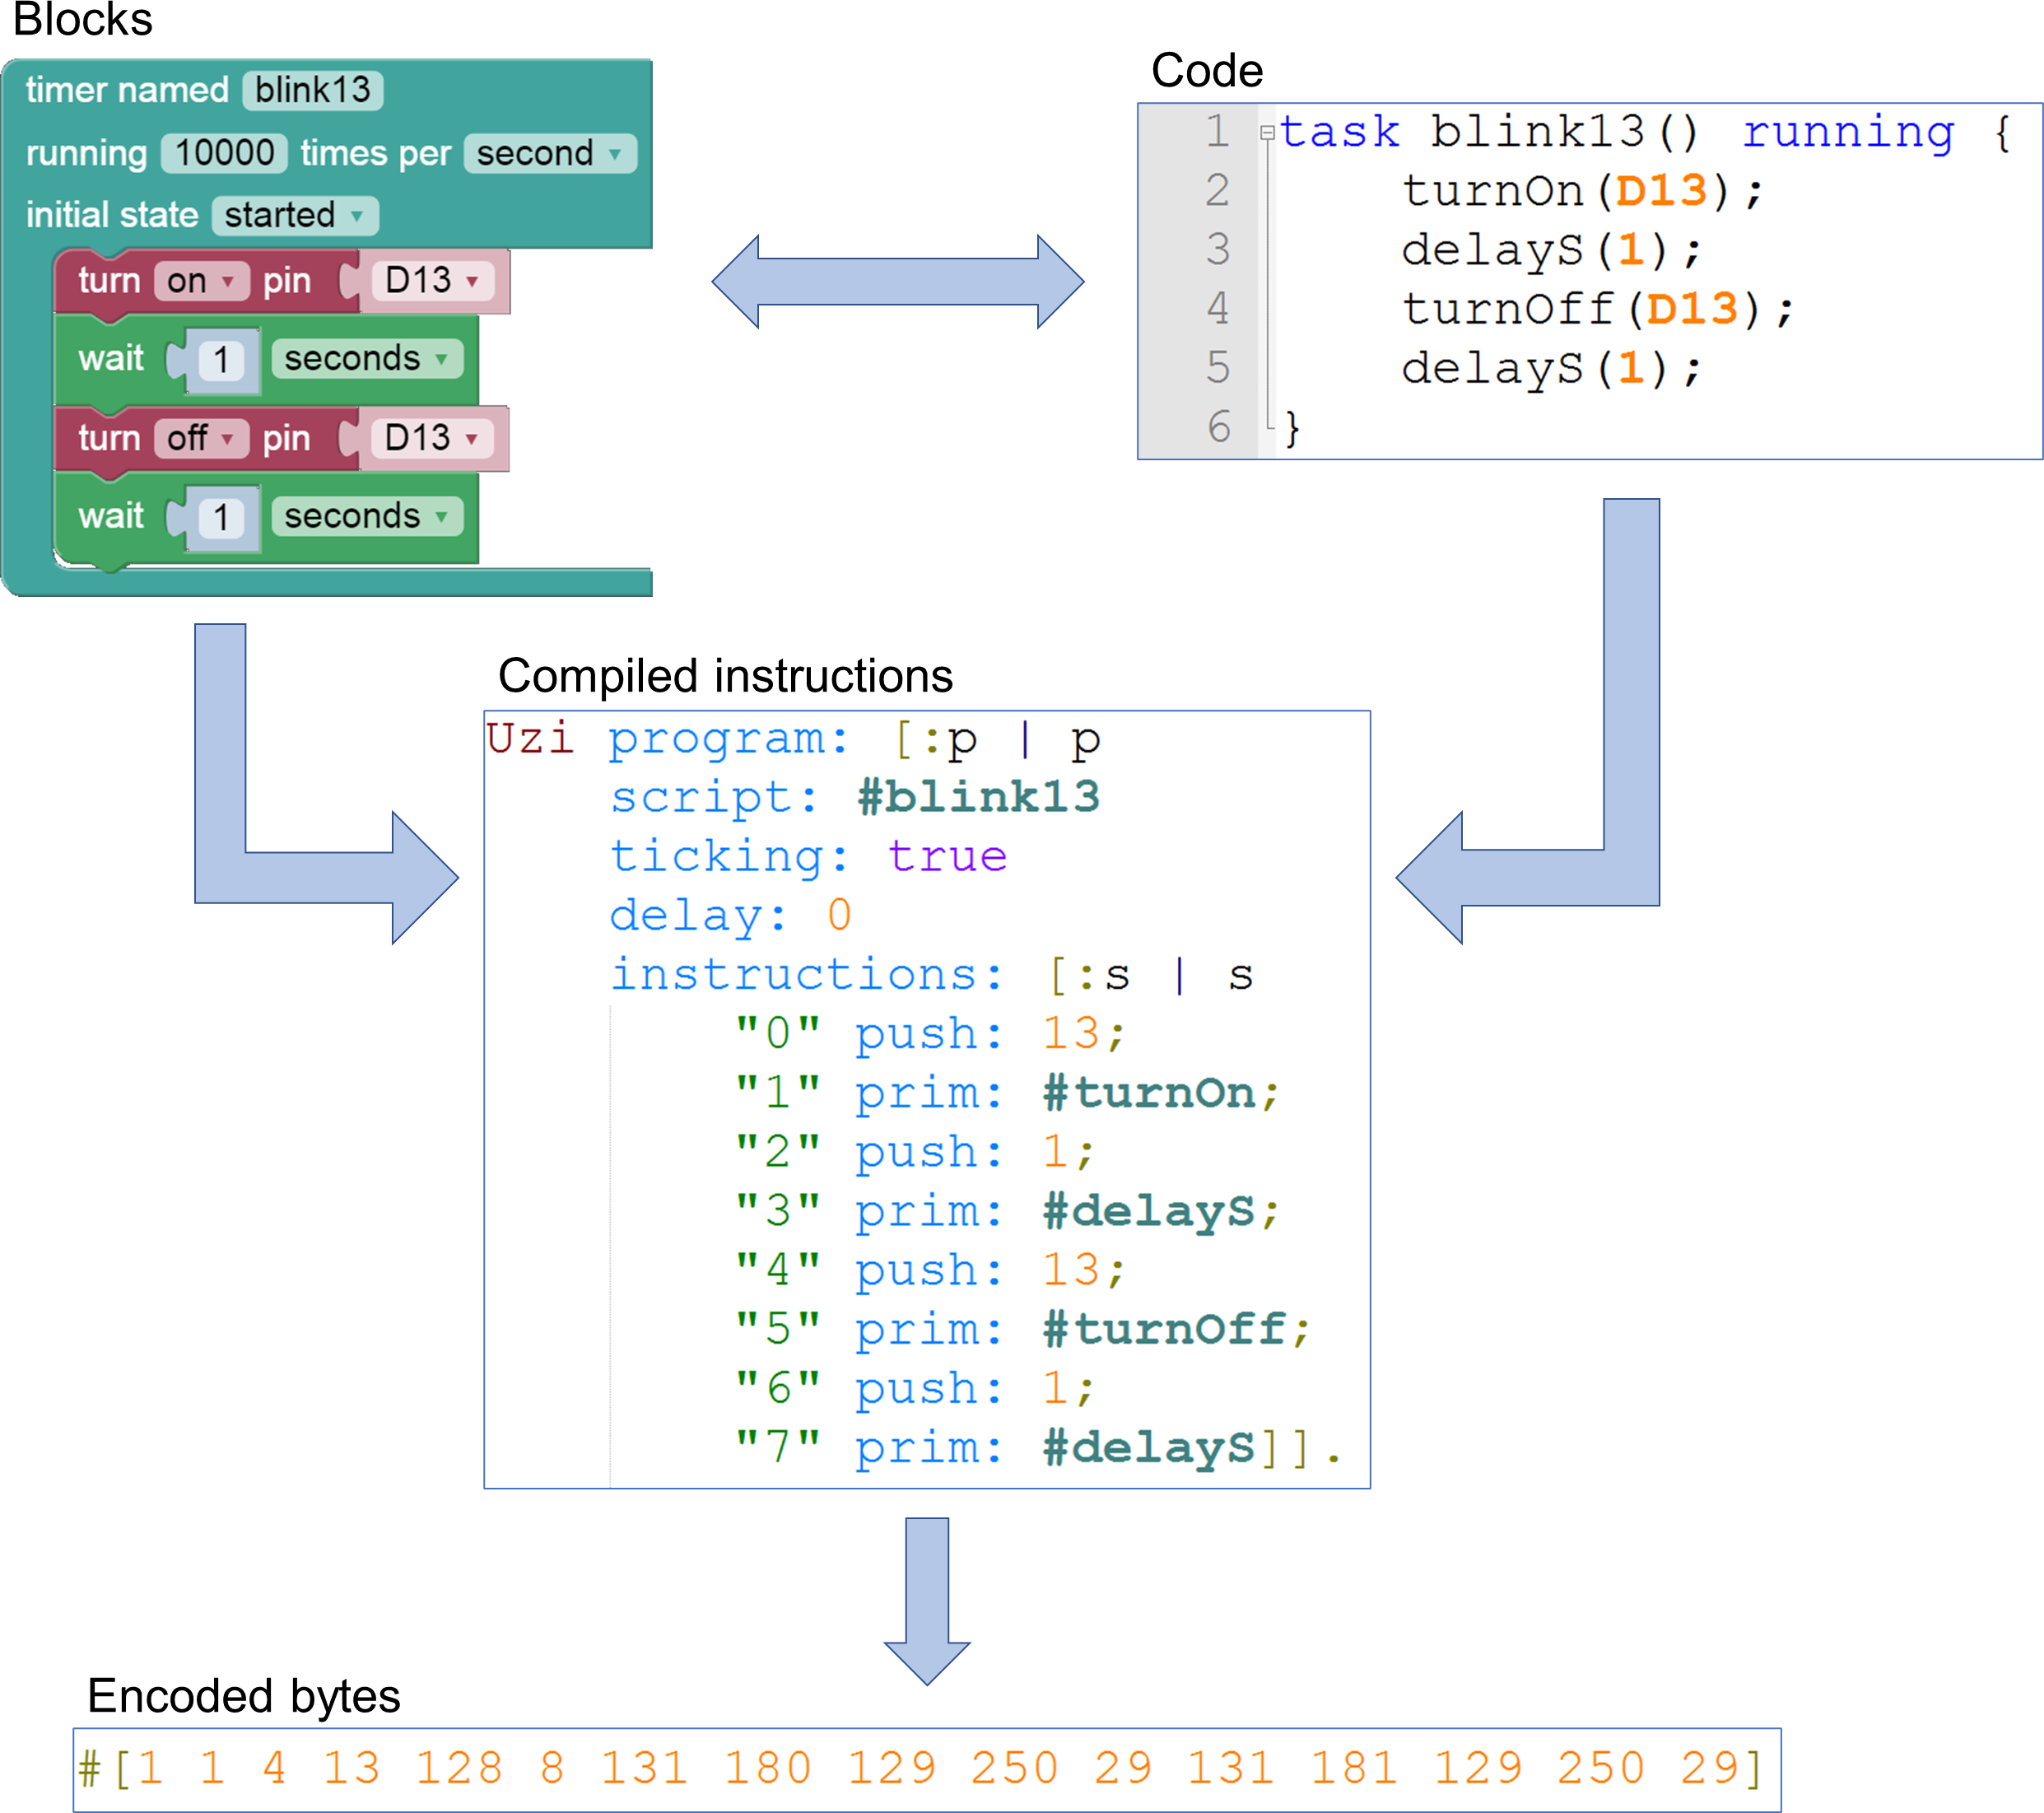 Blocks
timer named blink13
running 10000 times per second
initial state started
turn on pin D13
wait 1 seconds
turn off pin D13
wait 1 seconds
Code
1 task blink13() running {
2 turnOn(D13);
3 delayS(1);
4 turnOff(D13);
5 delayS(1);
6 }
Compiled instructions
Uzi program: [:p | p
script: #blink13
ticking: true
delay: 0
instructions: [:s | s
"0" push: 13;
"1" prim: #turnOn;
"2" push: 1;
"3" prim: #delayS;
"4" push: 13;
"5" prim: #turnOff;
"6" push: 1;
"7" prim: #delayS]].
Encoded bytes
#[1 1 4 13 128 8 131 180 129 250 29 131 181 129 250 29]